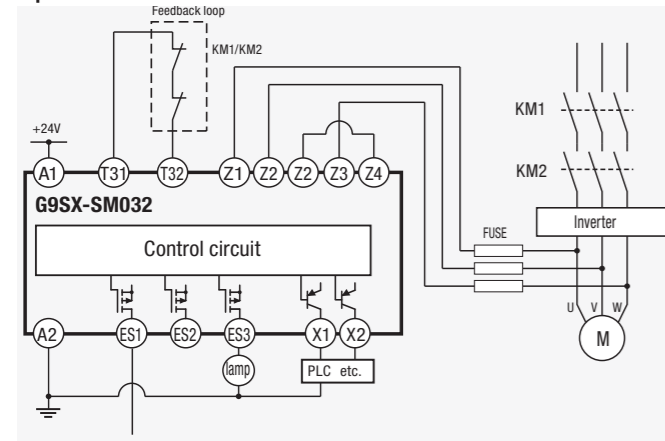 Feedback loop
KM1/KM2
+24V
KM1
KM2
A1 T31 T32 Z1 Z2 Z2 Z3 Z4
G9SX-SM032
Inverter
FUSE
Control circuit
U V W
M
A2 ES1 ES2 ES3 X1 X2
lamp
PLC etc.